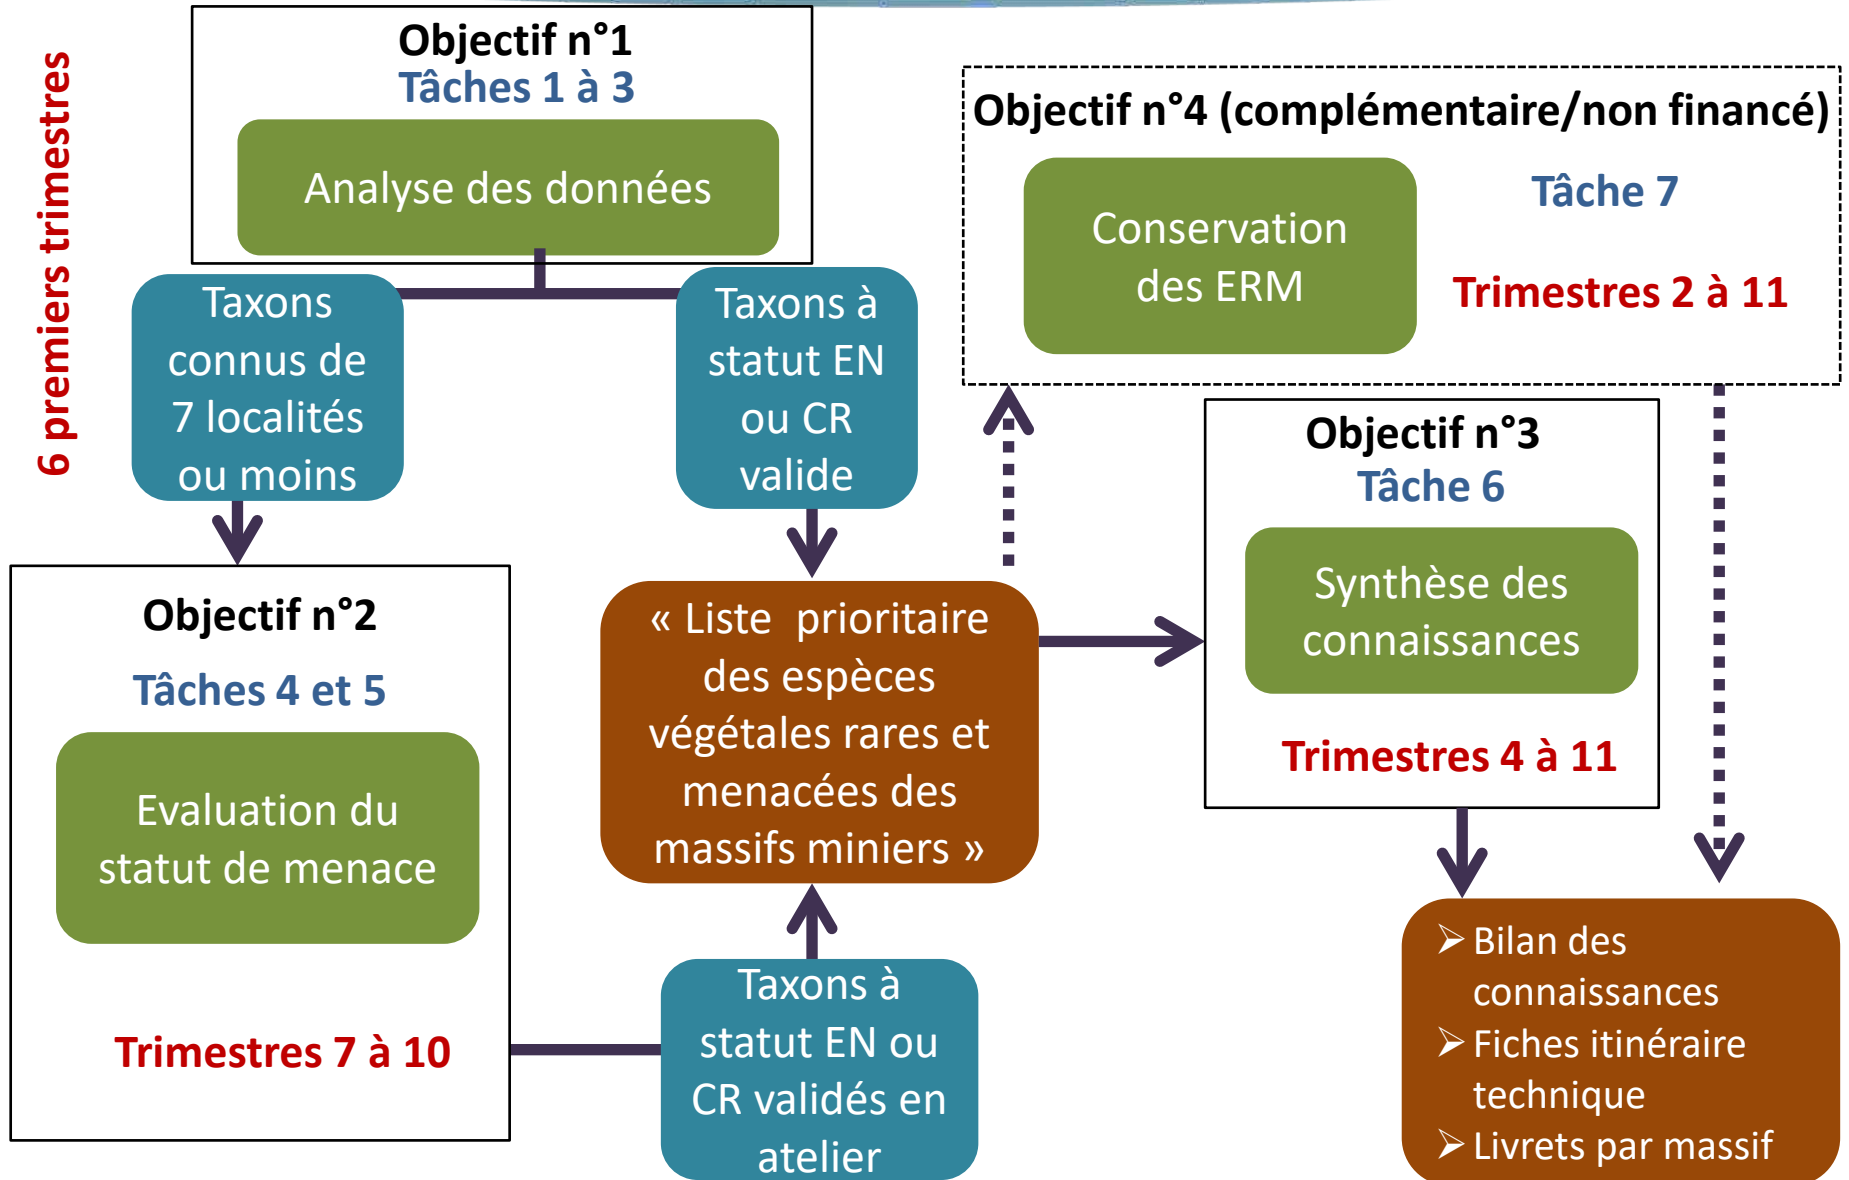 6 premiers trimestres
Objectif n°1
Tâches 1 à 3
Analyse des données
Taxons
connus de
7 localités
ou moins
Taxons à
statut EN
ou CR
valide
Objectif n°4 (complémentaire/non financé)
Conservation
des ERM
Tâche 7
Trimestres 2 à 11
Objectif n°2
Tâches 4 et 5
Evaluation du
statut de menace
Trimestres 7 à 10
« Liste  prioritaire
des espèces
végétales rares et
menacées des
massifs miniers »
Taxons à
statut EN ou
CR validés en
atelier
Objectif n°3
Tâche 6
Synthèse des
connaissances
Trimestres 4 à 11
➢ Bilan des
connaissances
➢ Fiches itinéraire
technique
➢ Livrets par massif